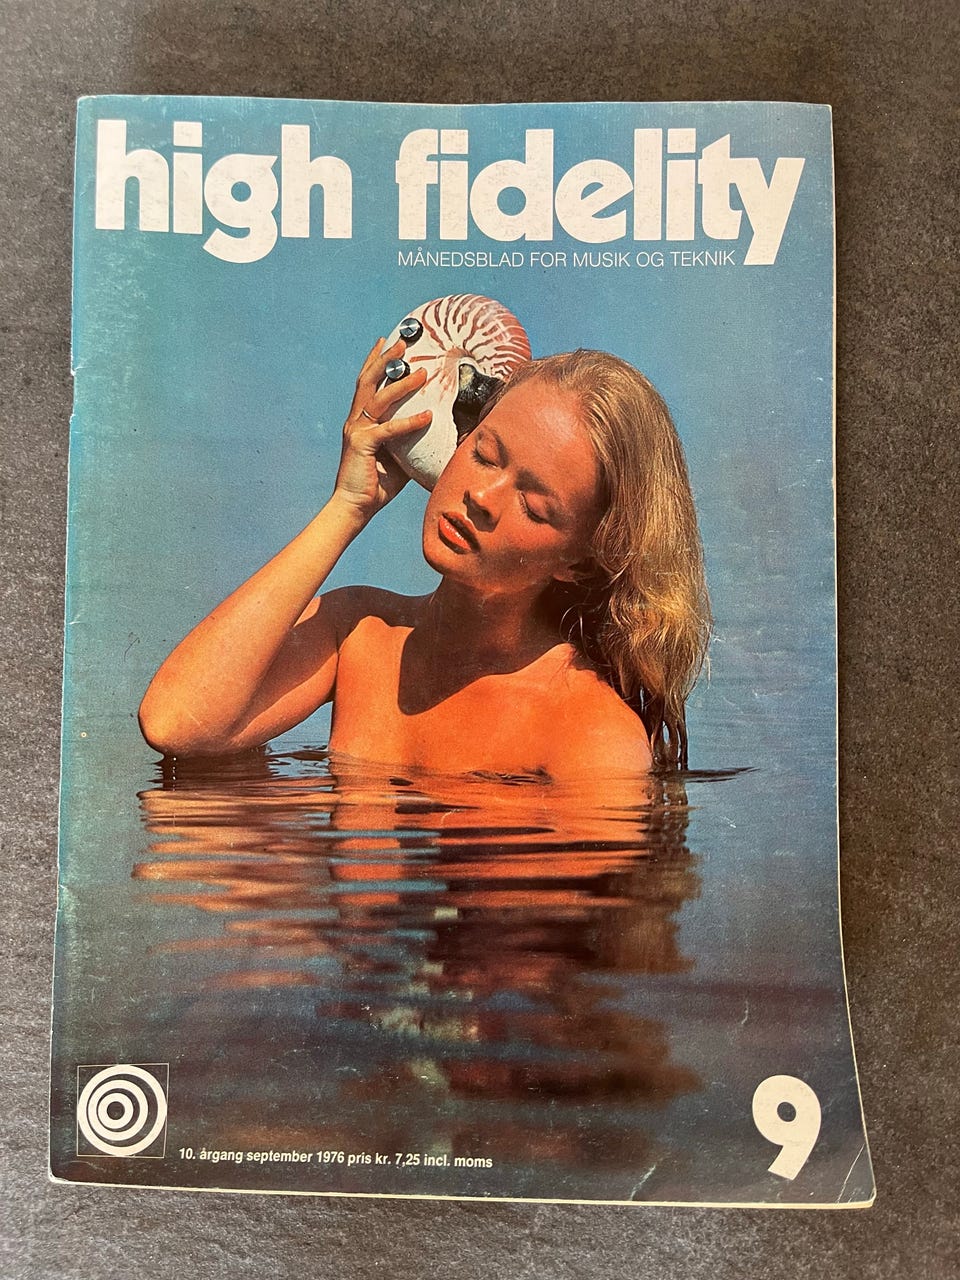 high fidelity
MÅNEDSBLAD FOR MUSIK OG TEKNIK
9
10. årgang september 1976 pris kr. 7,25 incl. moms